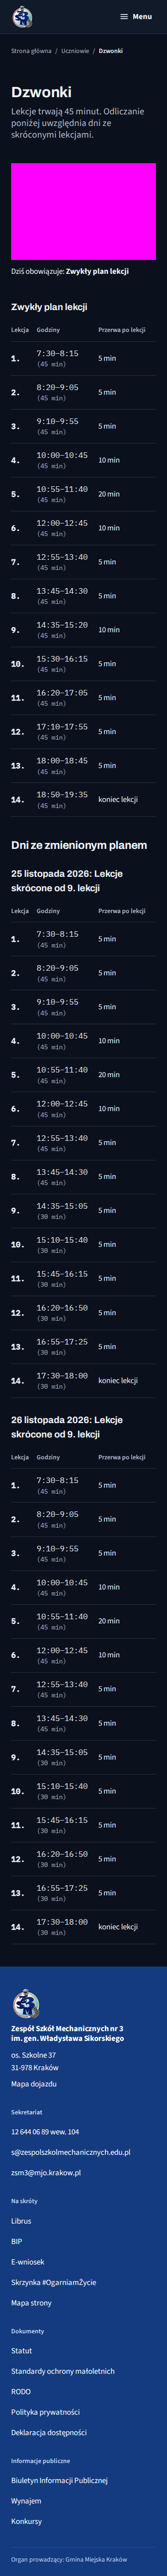 Menu
Strona główna / Uczniowie / Dzwonki
Dzwonki
Lekcje trwają 45 minut. Odliczanie
poniżej uwzględnia dni ze
skróconymi lekcjami.
Dziś obowiązuje: Zwykły plan lekcji
Zwykły plan lekcji
Lekcja Godziny Przerwa po lekcji
1. 7:30–8:15 5 min
(45 min)
2. 8:20–9:05 5 min
(45 min)
3. 9:10–9:55 5 min
(45 min)
4. 10:00–10:45 10 min
(45 min)
5. 10:55–11:40 20 min
(45 min)
6. 12:00–12:45 10 min
(45 min)
7. 12:55–13:40 5 min
(45 min)
8. 13:45–14:30 5 min
(45 min)
9. 14:35–15:20 10 min
(45 min)
10. 15:30–16:15 5 min
(45 min)
11. 16:20–17:05 5 min
(45 min)
12. 17:10–17:55 5 min
(45 min)
13. 18:00–18:45 5 min
(45 min)
14. 18:50–19:35 koniec lekcji
(45 min)
Dni ze zmienionym planem
25 listopada 2026: Lekcje
skrócone od 9. lekcji
Lekcja Godziny Przerwa po lekcji
1. 7:30–8:15 5 min
(45 min)
2. 8:20–9:05 5 min
(45 min)
3. 9:10–9:55 5 min
(45 min)
4. 10:00–10:45 10 min
(45 min)
5. 10:55–11:40 20 min
(45 min)
6. 12:00–12:45 10 min
(45 min)
7. 12:55–13:40 5 min
(45 min)
8. 13:45–14:30 5 min
(45 min)
9. 14:35–15:05 5 min
(30 min)
10. 15:10–15:40 5 min
(30 min)
11. 15:45–16:15 5 min
(30 min)
12. 16:20–16:50 5 min
(30 min)
13. 16:55–17:25 5 min
(30 min)
14. 17:30–18:00 koniec lekcji
(30 min)
26 listopada 2026: Lekcje
skrócone od 9. lekcji
Lekcja Godziny Przerwa po lekcji
1. 7:30–8:15 5 min
(45 min)
2. 8:20–9:05 5 min
(45 min)
3. 9:10–9:55 5 min
(45 min)
4. 10:00–10:45 10 min
(45 min)
5. 10:55–11:40 20 min
(45 min)
6. 12:00–12:45 10 min
(45 min)
7. 12:55–13:40 5 min
(45 min)
8. 13:45–14:30 5 min
(45 min)
9. 14:35–15:05 5 min
(30 min)
10. 15:10–15:40 5 min
(30 min)
11. 15:45–16:15 5 min
(30 min)
12. 16:20–16:50 5 min
(30 min)
13. 16:55–17:25 5 min
(30 min)
14. 17:30–18:00 koniec lekcji
(30 min)
Zespół Szkół Mechanicznych nr 3
im. gen. Władysława Sikorskiego
os. Szkolne 37
31-968 Kraków
Mapa dojazdu
Sekretariat
12 644 06 89 wew. 104
s@zespolszkolmechanicznych.edu.pl
zsm3@mjo.krakow.pl
Na skróty
Librus
BIP
E-wniosek
Skrzynka #OgarniamŻycie
Mapa strony
Dokumenty
Statut
Standardy ochrony małoletnich
RODO
Polityka prywatności
Deklaracja dostępności
Informacje publiczne
Biuletyn Informacji Publicznej
Wynajem
Konkursy
Organ prowadzący: Gmina Miejska Kraków